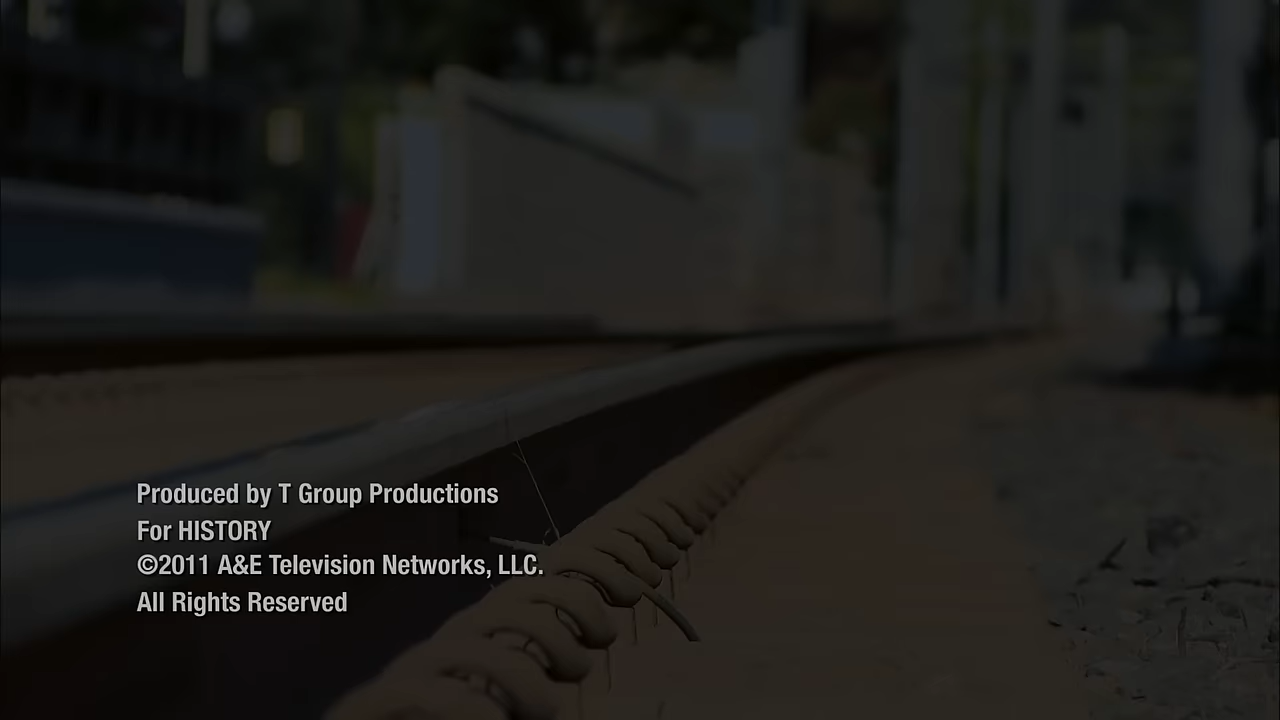 Produced by T Group Productions
For HISTORY
©2011 A&E Television Networks, LLC.
All Rights Reserved